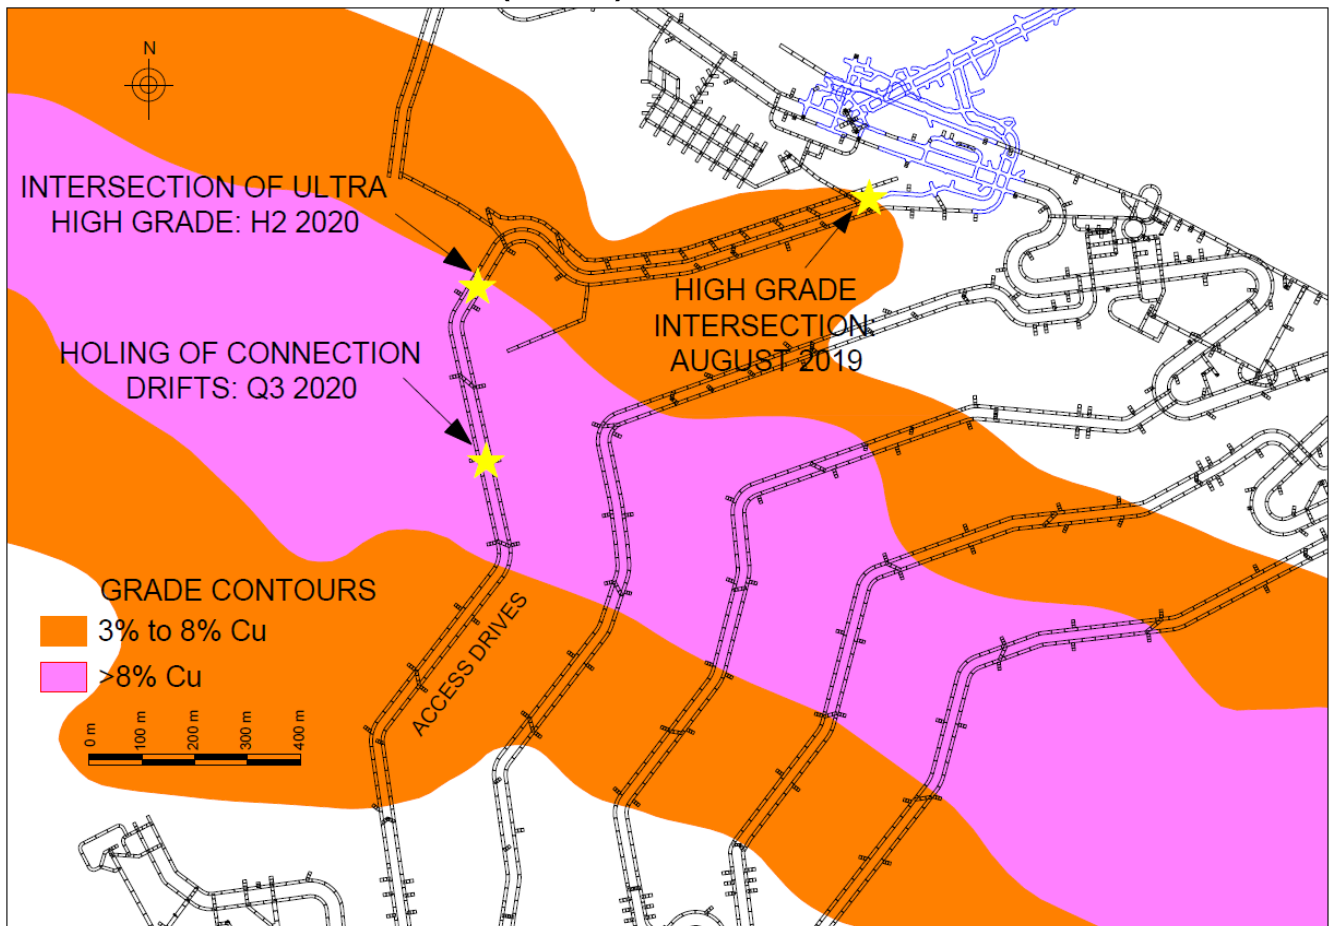 N
INTERSECTION OF ULTRA
HIGH GRADE: H2 2020
HIGH GRADE
INTERSECTION:
AUGUST 2019
HOLING OF CONNECTION
DRIFTS: Q3 2020
GRADE CONTOURS
3% to 8% Cu
>8% Cu
ACCESS DRIVES
0 m
100 m
200 m
300 m
400 m